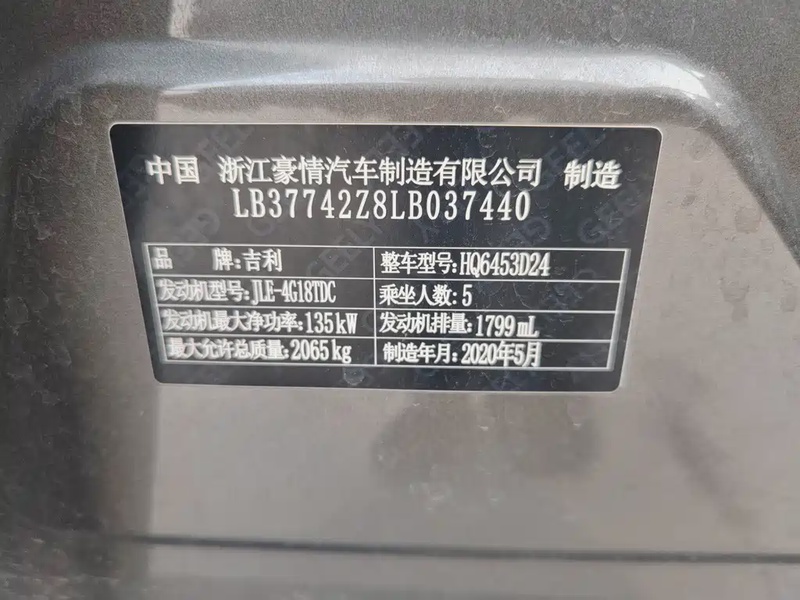 中国 浙江豪情汽车制造有限公司 制造
LB37742Z8LB037440
品 牌:吉利 整车型号:HQ6453D24
发动机型号:JLE-4G18TDC 乘坐人数:5
发动机最大净功率:135kW 发动机排量:1799mL
最大允许总质量:2065kg 制造年月:2020年5月